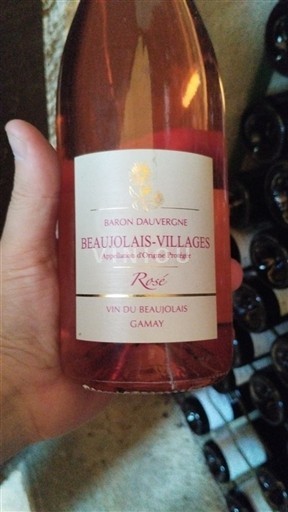 BARON DAUVERGNE
BEAUJOLAIS-VILLAGES
Appellation d'Origine Protégée
Rosé
VIN DU BEAUJOLAIS
GAMAY